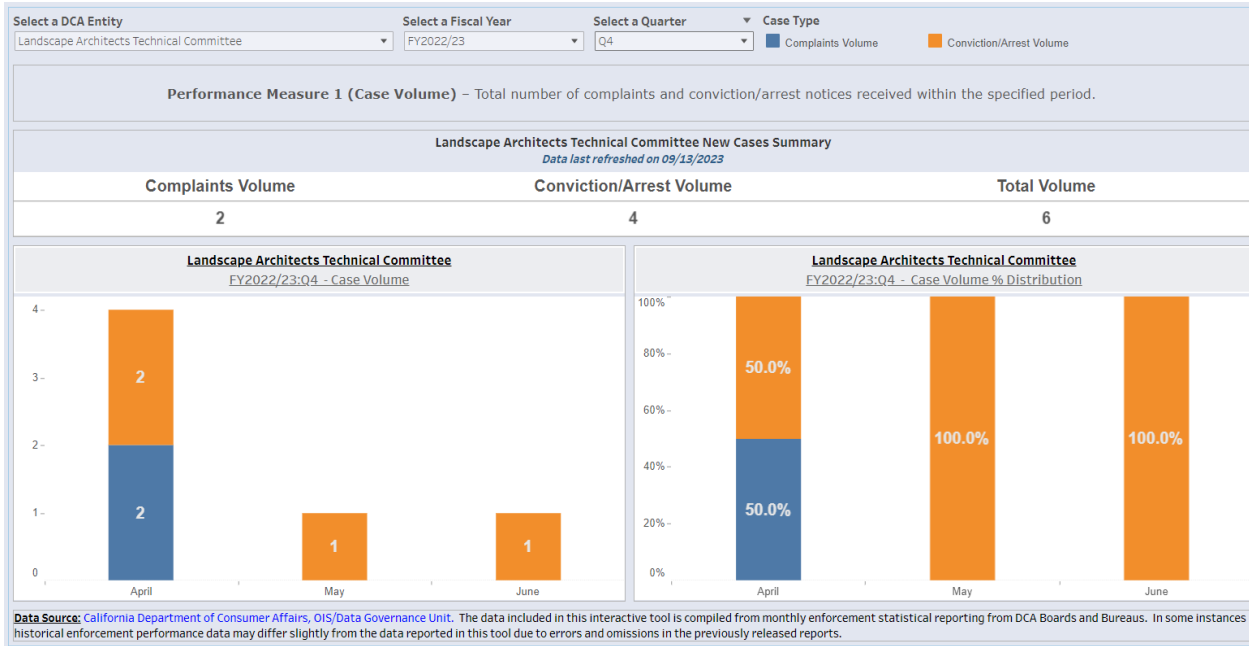 Select a DCA Entity
Select a Fiscal Year
Select a Quarter
Case Type
Landscape Architects Technical Committee
FY2022/23
Q4
Complaints Volume
Conviction/Arrest Volume
Performance Measure 1 (Case Volume) – Total number of complaints and conviction/arrest notices received within the specified period.
Landscape Architects Technical Committee New Cases Summary
Data last refreshed on 09/13/2023
Complaints Volume
Conviction/Arrest Volume
Total Volume
2
4
6
Landscape Architects Technical Committee
FY2022/23:Q4 - Case Volume
4
3
2
1
0
2
2
1
1
April
May
June
Landscape Architects Technical Committee
FY2022/23:Q4 - Case Volume % Distribution
100%
80%
60%
40%
20%
0%
50.0%
50.0%
100.0%
100.0%
April
May
June
Data Source: California Department of Consumer Affairs, OIS/Data Governance Unit. The data included in this interactive tool is compiled from monthly enforcement statistical reporting from DCA Boards and Bureaus. In some instances
historical enforcement performance data may differ slightly from the data reported in this tool due to errors and omissions in the previously released reports.